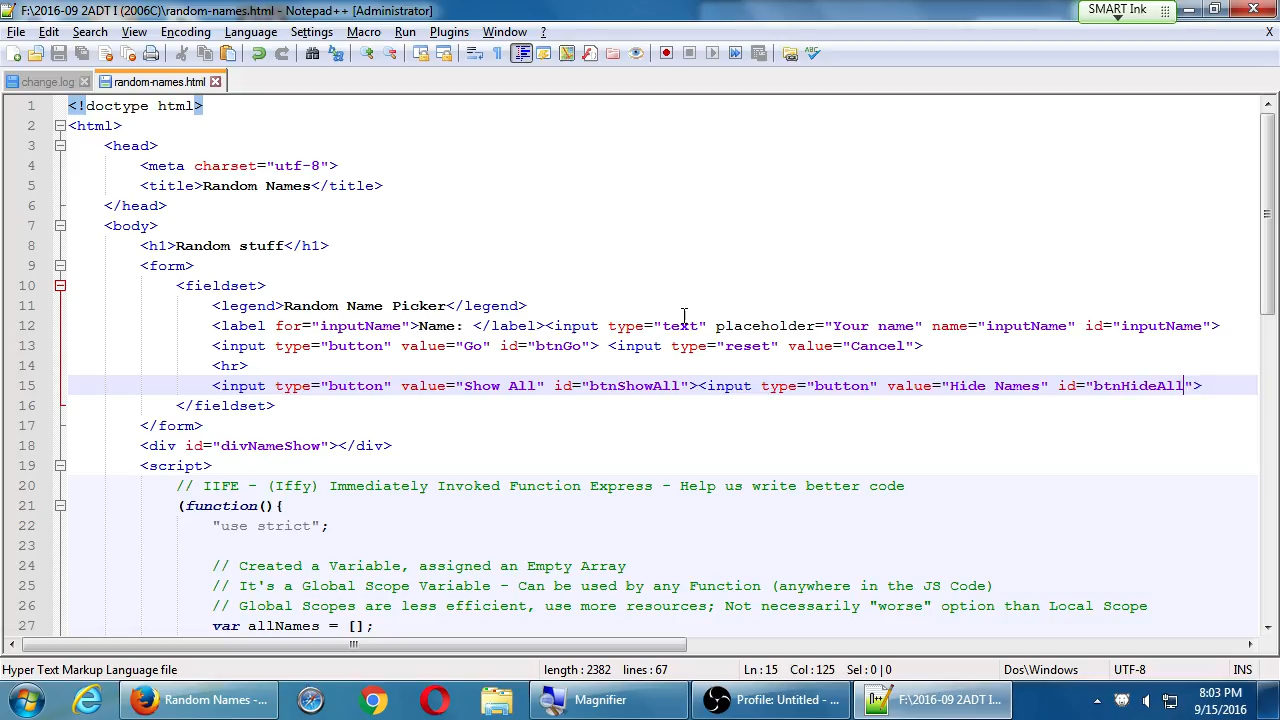 F:\2016-09 2ADT I (2006C)\random-names.html - Notepad++ [Administrator]
SMART Ink
File Edit Search View Encoding Language Settings Macro Run Plugins Window ? X
change.log random-names.html
1 <!doctype html>
2 <html>
3 <head>
4 <meta charset="utf-8">
5 <title>Random Names</title>
6 </head>
7 <body>
8 <h1>Random stuff</h1>
9 <form>
10 <fieldset>
11 <legend>Random Name Picker</legend>
12 <label for="inputName">Name: </label><input type="text" placeholder="Your name" name="inputName" id="inputName">
13 <input type="button" value="Go" id="btnGo"> <input type="reset" value="Cancel">
14 <hr>
15 <input type="button" value="Show All" id="btnShowAll"><input type="button" value="Hide Names" id="btnHideAll">
16 </fieldset>
17 </form>
18 <div id="divNameShow"></div>
19 <script>
20 // IIFE - (Iffy) Immediately Invoked Function Express - Help us write better code
21 (function(){
22 "use strict";
23
24 // Created a Variable, assigned an Empty Array
25 // It's a Global Scope Variable - Can be used by any Function (anywhere in the JS Code)
26 // Global Scopes are less efficient, use more resources; Not necessarily "worse" option than Local Scope
27 var allNames = [];
Hyper Text Markup Language file length : 2382 lines : 67 Ln : 15 Col : 125 Sel : 0 | 0 Dos\Windows UTF-8 INS
Random Names -... Magnifier Profile: Untitled - ... F:\2016-09 2ADT I... 8:03 PM
9/15/2016